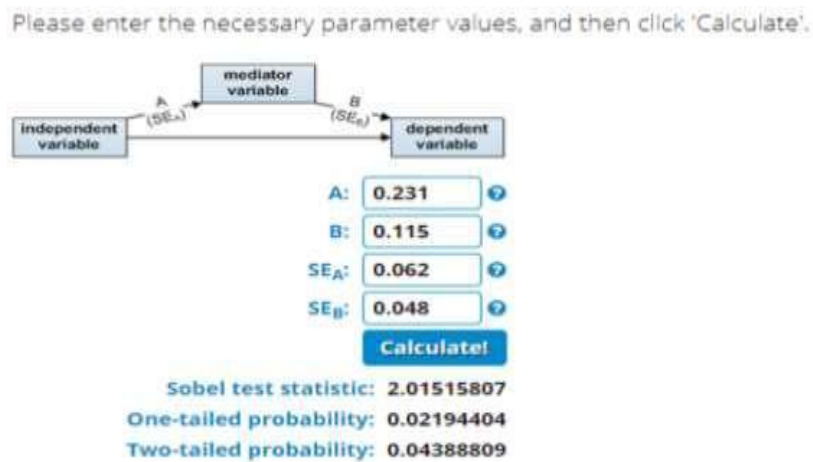 Please enter the necessary parameter values, and then click 'Calculate'.
mediator
variable
A
(SEA)
B
(SEB)
independent
variable
dependent
variable
A: 0.231
B: 0.115
SEA: 0.062
SEB: 0.048
Calculate!
Sobel test statistic: 2.01515807
One-tailed probability: 0.02194404
Two-tailed probability: 0.04388809